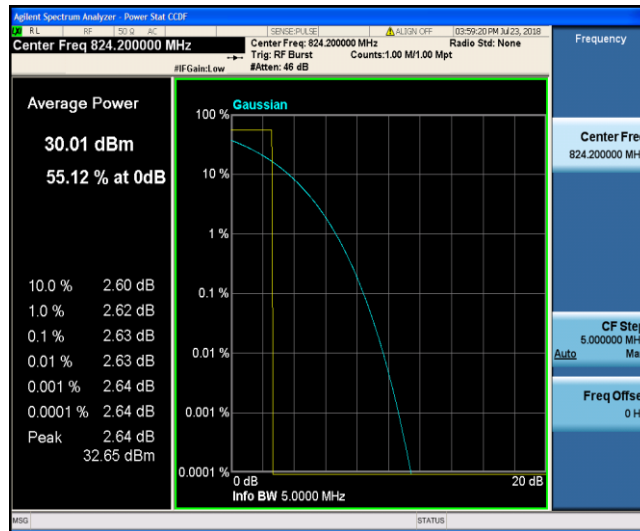 Agilent Spectrum Analyzer - Power Stat CCDF
RL RF 50 Ω AC SENSE:PULSE ALIGN OFF 03:59:20 PM Jul 23, 2018
Center Freq 824.200000 MHz
Center Freq: 824.200000 MHz Radio Std: None
Trig: RF Burst Counts:1.00 M/1.00 Mpt
#IFGain:Low #Atten: 46 dB
Frequency
Average Power
30.01 dBm
55.12 % at 0dB
10.0 % 2.60 dB
1.0 % 2.62 dB
0.1 % 2.63 dB
0.01 % 2.63 dB
0.001 % 2.64 dB
0.0001 % 2.64 dB
Peak 2.64 dB
32.65 dBm
Gaussian
100 %
10 %
1 %
0.1 %
0.01 %
0.001 %
0.0001 %
0 dB 20 dB
Info BW 5.0000 MHz
Center Fre
824.200000 MH
CF Step
5.000000 MH
Auto Ma
Freq Offse
0 H
MSG STATUS